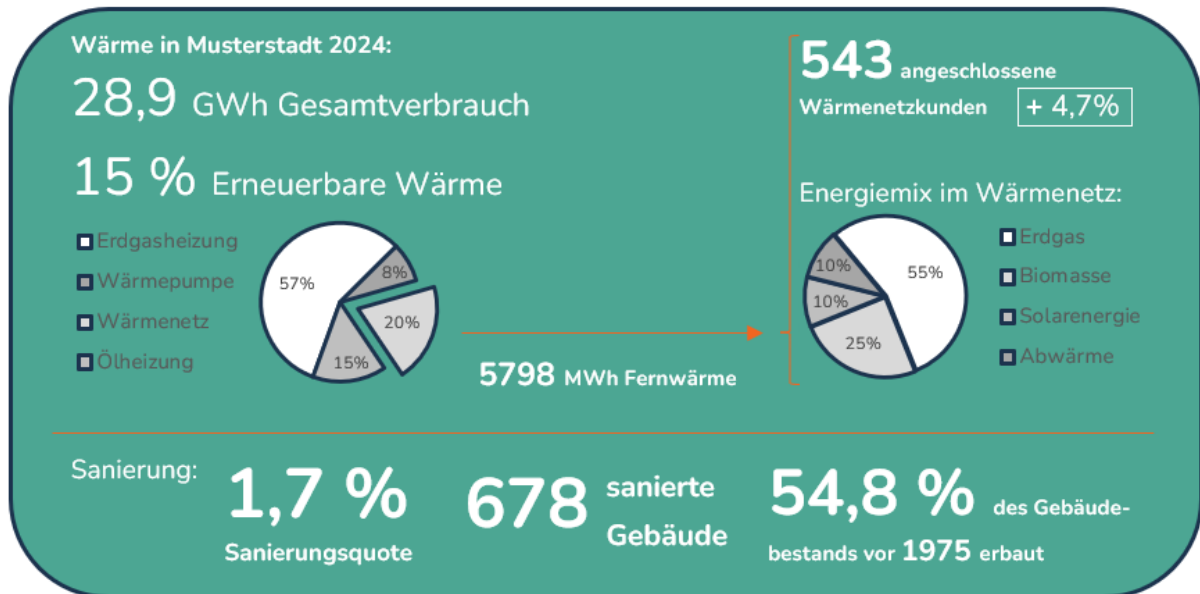 Wärme in Musterstadt 2024:
28,9 GWh Gesamtverbrauch
15 % Erneuerbare Wärme
Erdgasheizung
Wärmepumpe
Wärmenetz
Ölheizung
57%
8%
20%
15%
5798 MWh Fernwärme
543 angeschlossene
Wärmenetzkunden + 4,7%
Energiemix im Wärmenetz:
10%
55%
10%
25%
Erdgas
Biomasse
Solarenergie
Abwärme
Sanierung:
1,7 %
Sanierungsquote
678 sanierte
Gebäude
54,8 % des Gebäude-
bestands vor 1975 erbaut